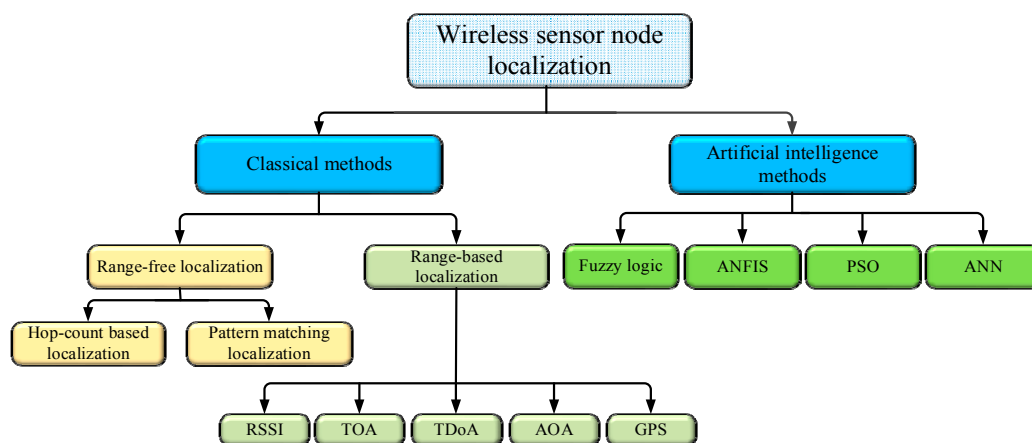 Wireless sensor node
localization
Classical methods
Artificial intelligence
methods
Range-free localization
Range-based
localization
Fuzzy logic
ANFIS
PSO
ANN
Hop-count based
localization
Pattern matching
localization
RSSI
TOA
TDoA
AOA
GPS